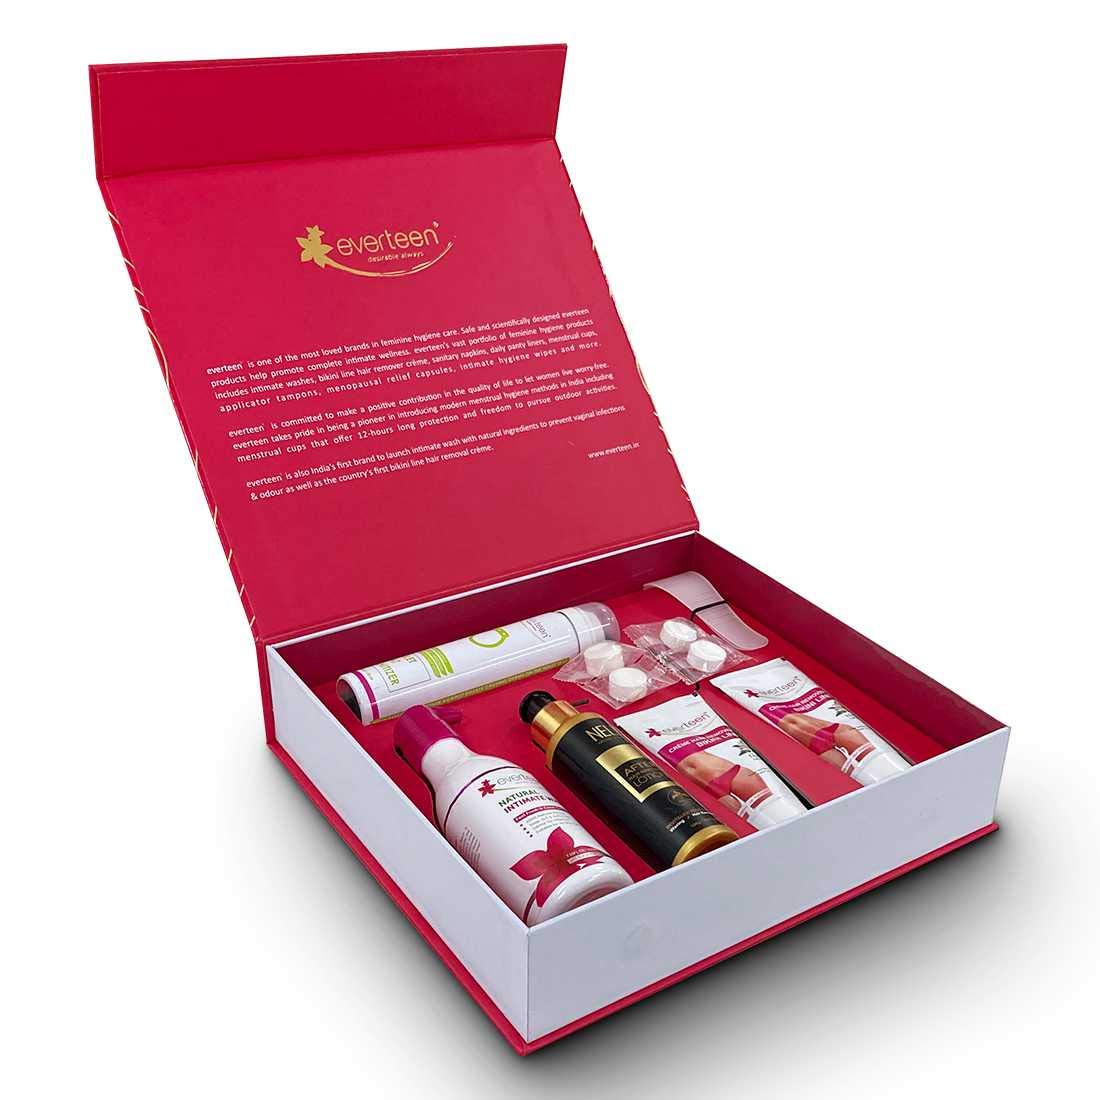 everteen
desirable always
everteen® is one of the most loved brands in feminine hygiene care. Safe and scientifically designed everteen
products help promote complete intimate wellness. everteen's vast portfolio of feminine hygiene products
includes intimate washes, bikini line hair remover crème, sanitary napkins, daily panty liners, menstrual cups,
applicator tampons, menopausal relief capsules, intimate hygiene wipes and more.
everteen® is committed to make a positive contribution in the quality of life to let women live worry-free.
everteen takes pride in being a pioneer in introducing modern menstrual hygiene methods in India including
menstrual cups that offer 12-hours long protection and freedom to pursue outdoor activities.
everteen® is also India's first brand to launch intimate wash with natural ingredients to prevent vaginal infections
& odour as well as the country's first bikini line hair removal crème.
www.everteen.in
everteen
NATURAL
INTIMATE
AFTER
LOTION
everteen
CREME HAIR REMOVER
BIKINI LINE
everteen
BIKINI LINE